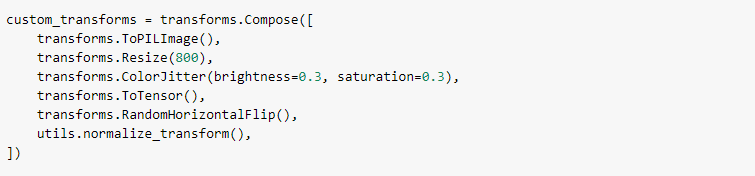 custom_transforms = transforms.Compose([
    transforms.ToPILImage(),
    transforms.Resize(800),
    transforms.ColorJitter(brightness=0.3, saturation=0.3),
    transforms.ToTensor(),
    transforms.RandomHorizontalFlip(),
    utils.normalize_transform(),
])